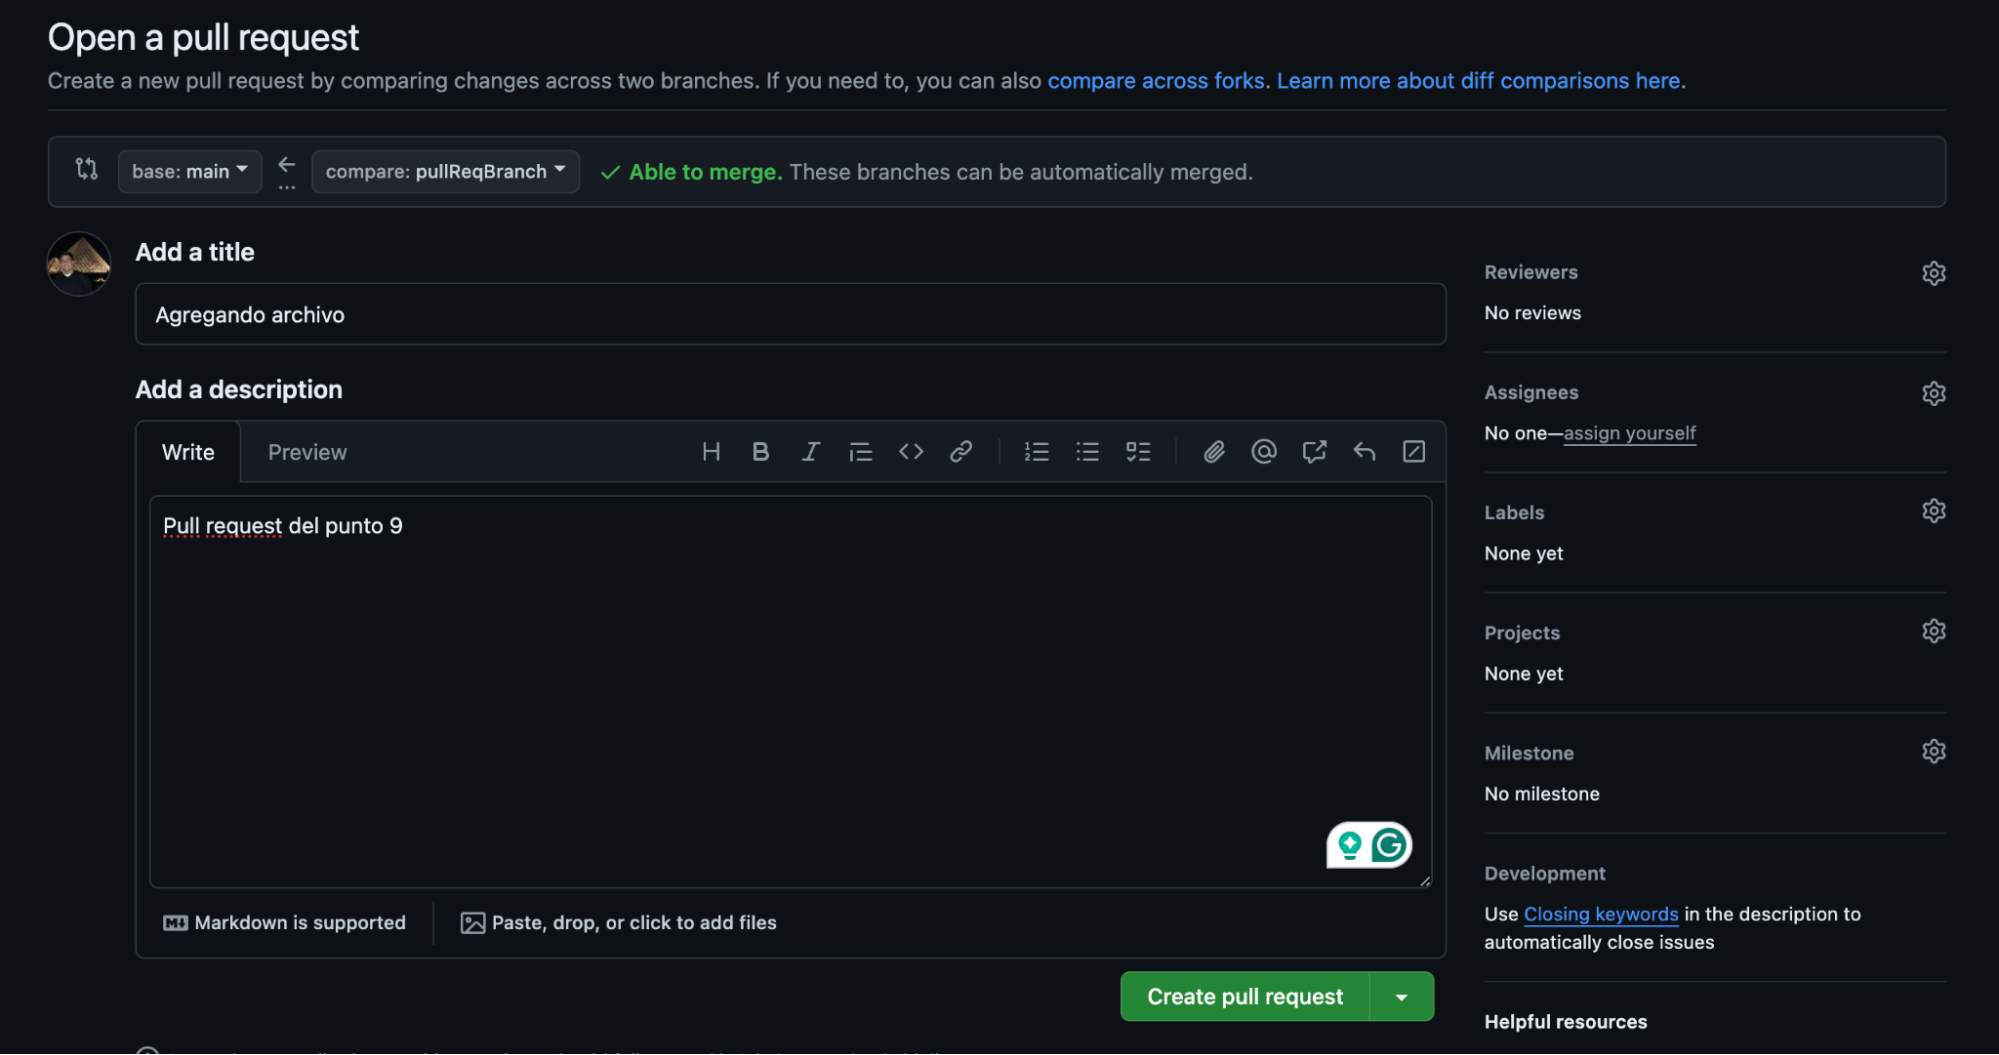 Open a pull request
Create a new pull request by comparing changes across two branches. If you need to, you can also compare across forks. Learn more about diff comparisons here.
base: main
...
compare: pullReqBranch
Able to merge. These branches can be automatically merged.
Add a title
Agregando archivo
Add a description
Write
Preview
H B I
Pull request del punto 9
Markdown is supported
Paste, drop, or click to add files
Create pull request
Reviewers
No reviews
Assignees
No one—assign yourself
Labels
None yet
Projects
None yet
Milestone
No milestone
Development
Use Closing keywords in the description to
automatically close issues
Helpful resources